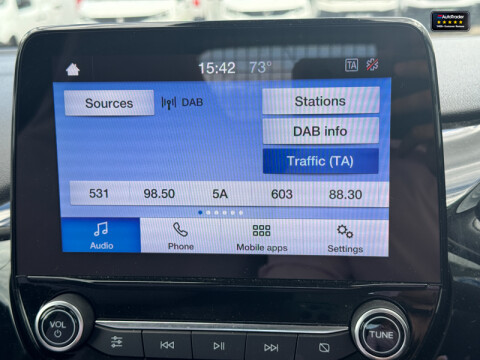 AutoTrader
15:42 73° TA
Sources DAB Stations
DAB info
Traffic (TA)
531 98.50 5A 603 88.30
Audio Phone Mobile apps Settings
VOL TUNE